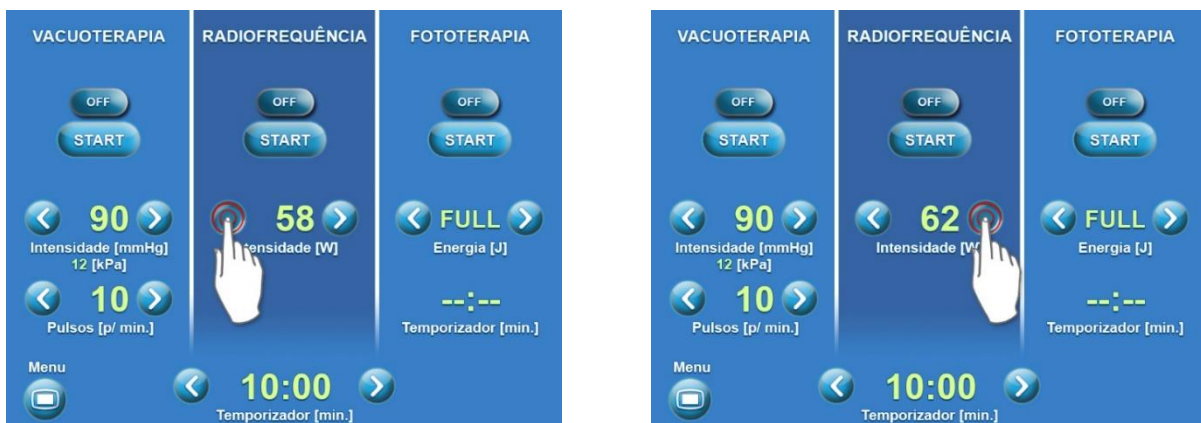 VACUOTERAPIA RADIOFREQUÊNCIA FOTOTERAPIA
OFF OFF OFF
START START START
90 58 FULL
Intensidade [mmHg] tensidade [W] Energia [J]
12 [kPa]
10 --:--
Pulsos [p/ min.] Temporizador [min.]
Menu
10:00
Temporizador [min.]
VACUOTERAPIA RADIOFREQUÊNCIA FOTOTERAPIA
OFF OFF OFF
START START START
90 62 FULL
Intensidade [mmHg] Intensidade [W Energia [J]
12 [kPa]
10 --:--
Pulsos [p/ min.] Temporizador [min.]
Menu
10:00
Temporizador [min.]